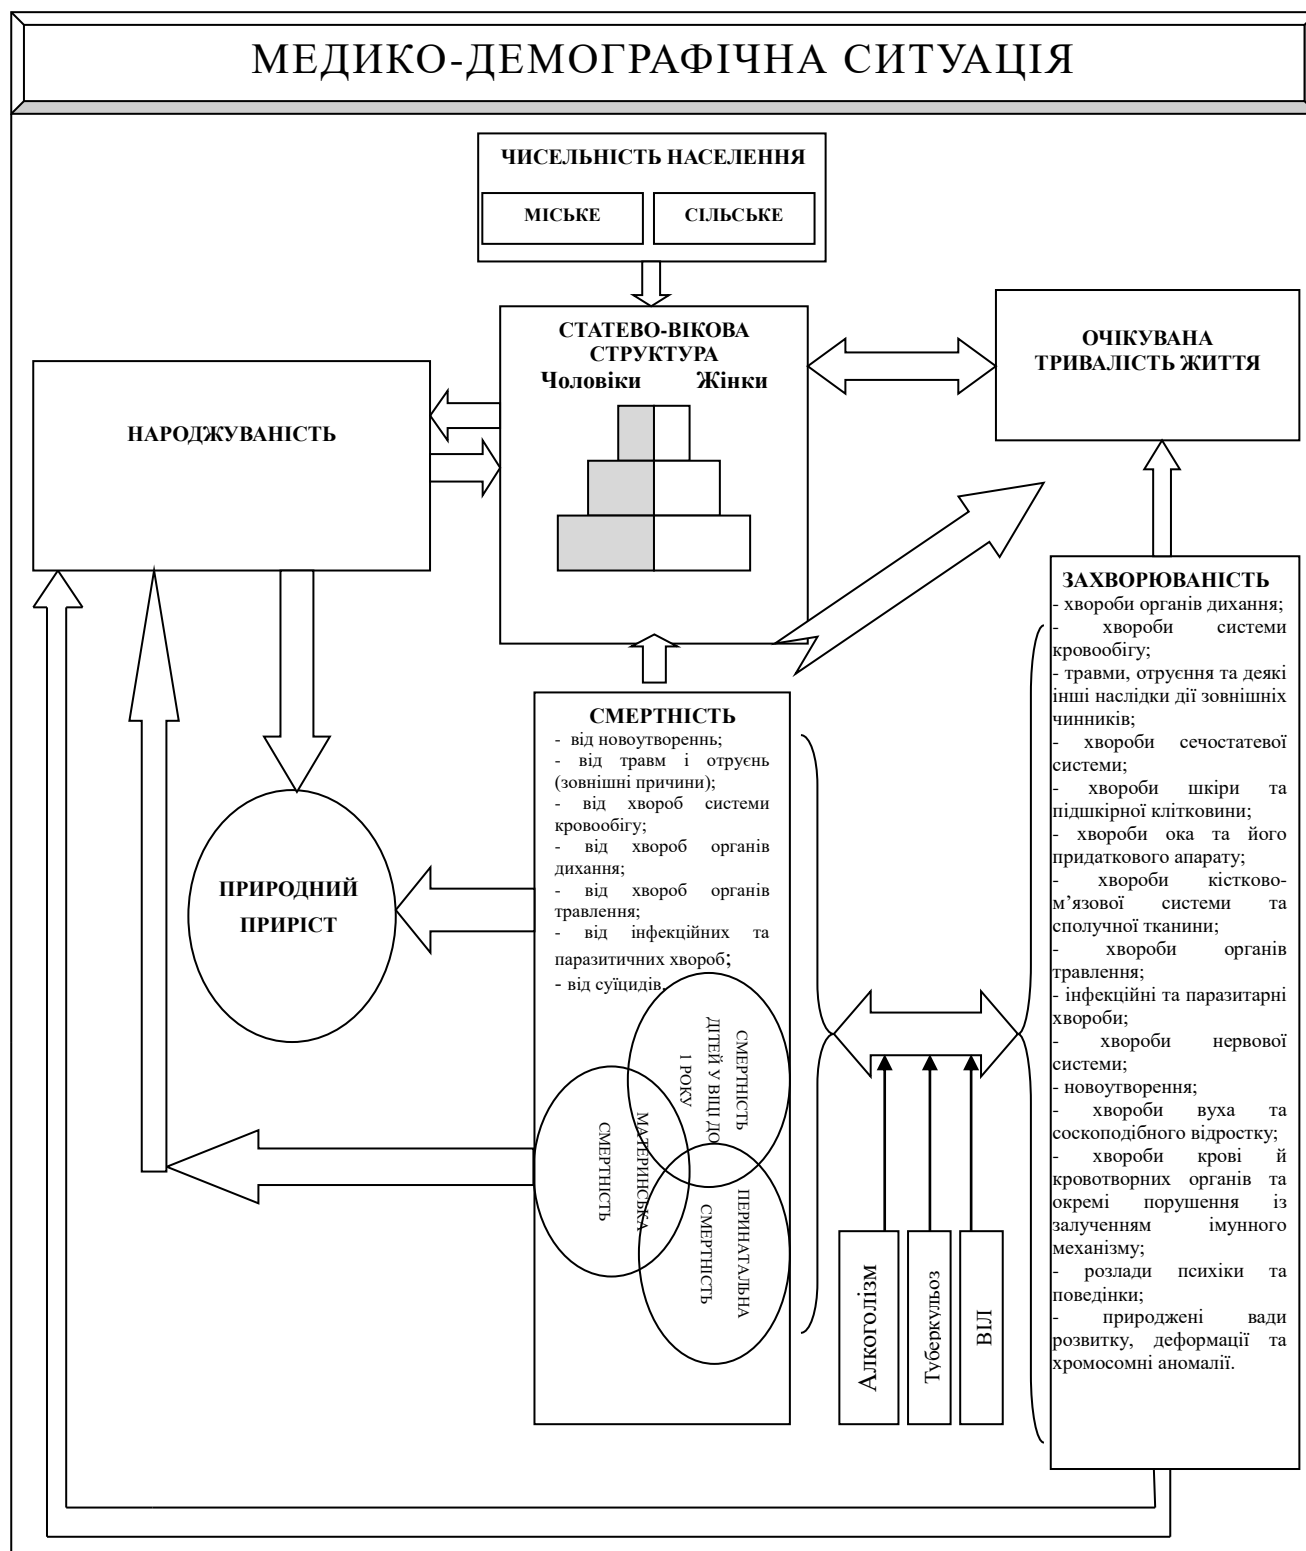 МЕДИКО-ДЕМОГРАФІЧНА СИТУАЦІЯ
ЧИСЕЛЬНІСТЬ НАСЕЛЕННЯ
МІСЬКЕ
СІЛЬСЬКЕ
СТАТЕВО-ВІКОВА
СТРУКТУРА
Чоловіки Жінки
ОЧІКУВАНА
ТРИВАЛІСТЬ ЖИТТЯ
НАРОДЖУВАНІСТЬ
ПРИРОДНИЙ
ПРИРІСТ
СМЕРТНІСТЬ
- від новоутвореннь;
- від травм і отруєнь
(зовнішні причини);
- від хвороб системи
кровообігу;
- від хвороб органів
дихання;
- від хвороб органів
травлення;
- від інфекційних та
паразитичних хвороб;
- від суїцидів.
СМЕРТНІСТЬ
ДІТЕЙ У ВІЦІ ДО
1 РОКУ
МАТЕРИНСЬКА
СМЕРТНІСТЬ
ПЕРИНАТАЛЬНА
СМЕРТНІСТЬ
Алкоголізм
Туберкульоз
ВІЛ
ЗАХВОРЮВАНІСТЬ
- хвороби органів дихання;
- хвороби системи
кровообігу;
- травми, отруєння та деякі
інші наслідки дії зовнішніх
чинників;
- хвороби сечостатевої
системи;
- хвороби шкіри та
підшкірної клітковини;
- хвороби ока та його
придаткового апарату;
- хвороби кістково-
м’язової системи та
сполучної тканини;
- хвороби органів
травлення;
- інфекційні та паразитарні
хвороби;
- хвороби нервової
системи;
- новоутворення;
- хвороби вуха та
соскоподібного відростку;
- хвороби крові й
кровотворних органів та
окремі порушення із
залученням імунного
механізму;
- розлади психіки та
поведінки;
- природжені вади
розвитку, деформації та
хромосомні аномалії.